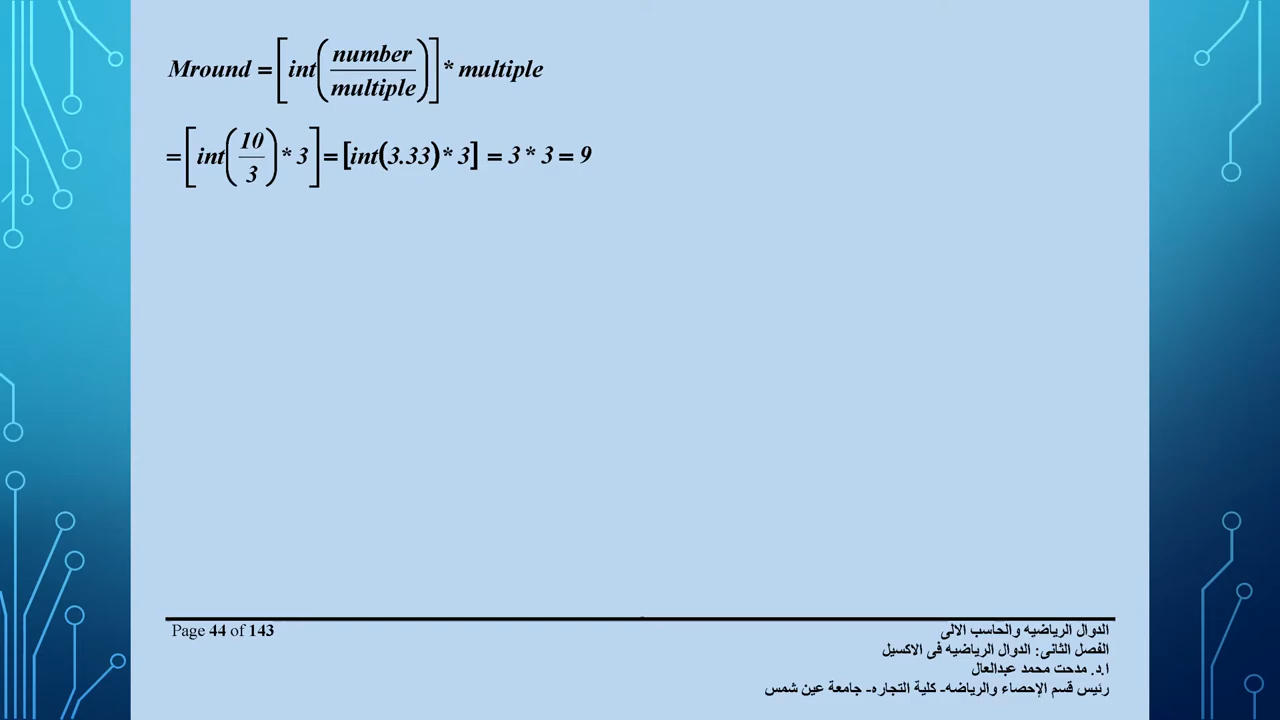 Mround = [int(number/multiple)] * multiple
= [int(10/3) * 3] = [int(3.33) * 3] = 3 * 3 = 9
Page 44 of 143
الدوال الرياضيه والحاسب الالى
الفصل الثانى: الدوال الرياضيه فى الاكسيل
ا.د. مدحت محمد عبدالعال
رئيس قسم الإحصاء والرياضه- كلية التجاره- جامعة عين شمس